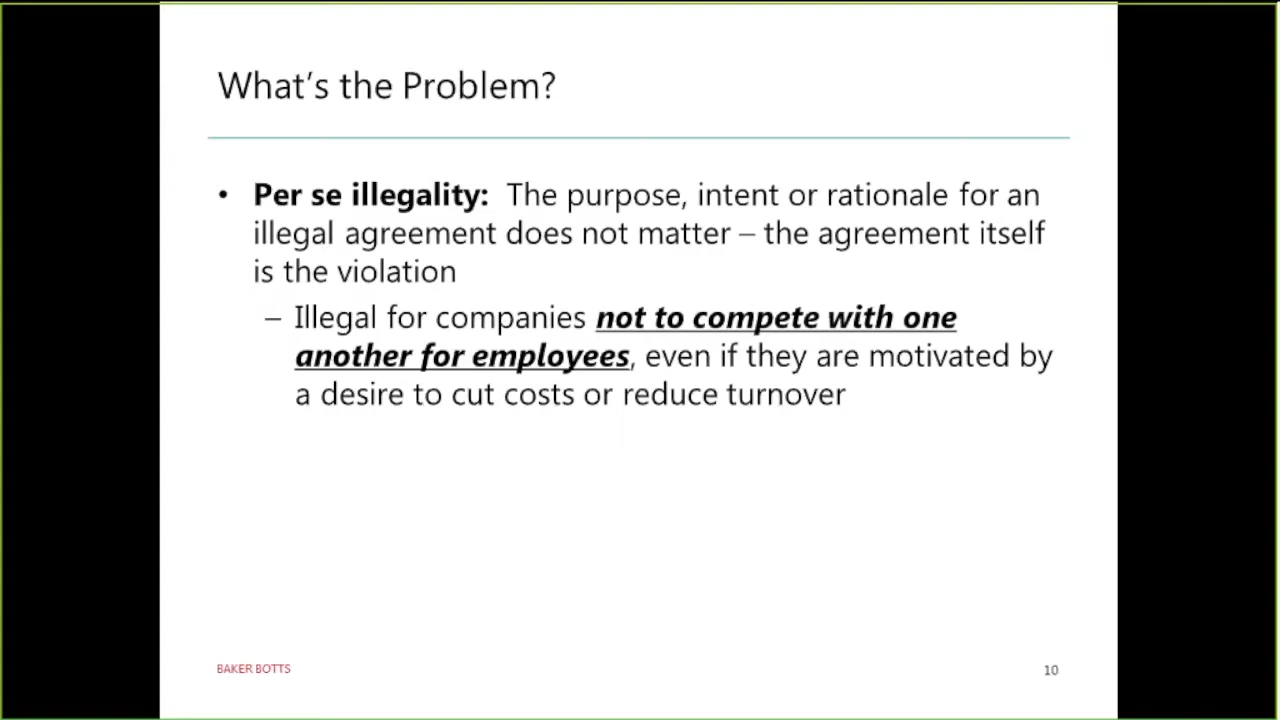 What’s the Problem?
• Per se illegality: The purpose, intent or rationale for an
illegal agreement does not matter – the agreement itself
is the violation
– Illegal for companies not to compete with one
another for employees, even if they are motivated by
a desire to cut costs or reduce turnover
BAKER BOTTS
10